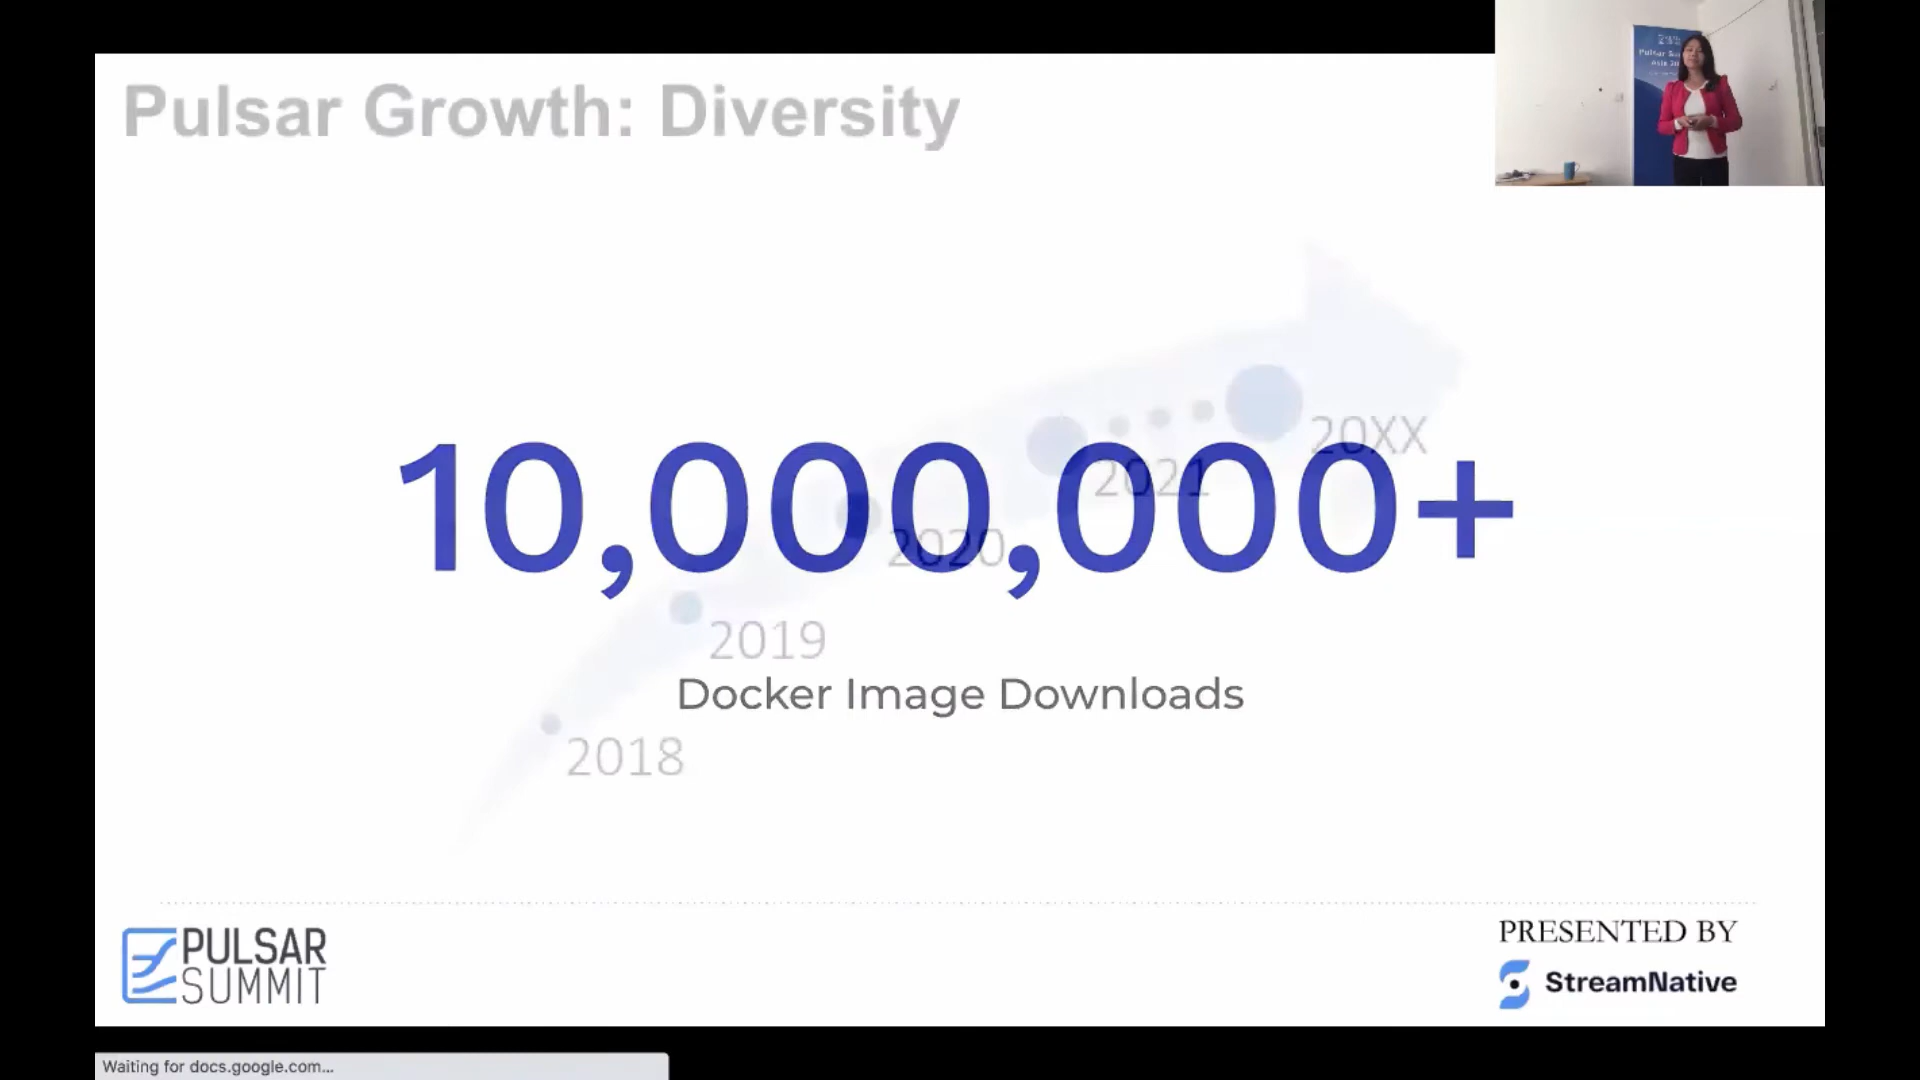 Pulsar Growth: Diversity
20XX
2021
10,000,000+
2020
2019
Docker Image Downloads
2018
PULSAR
SUMMIT
PRESENTED BY
StreamNative
Waiting for docs.google.com...